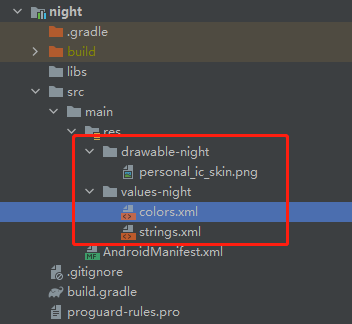 night
.gradle
build
libs
src
main
res
drawable-night
personal_ic_skin.png
values-night
colors.xml
strings.xml
AndroidManifest.xml
.gitignore
build.gradle
proguard-rules.pro